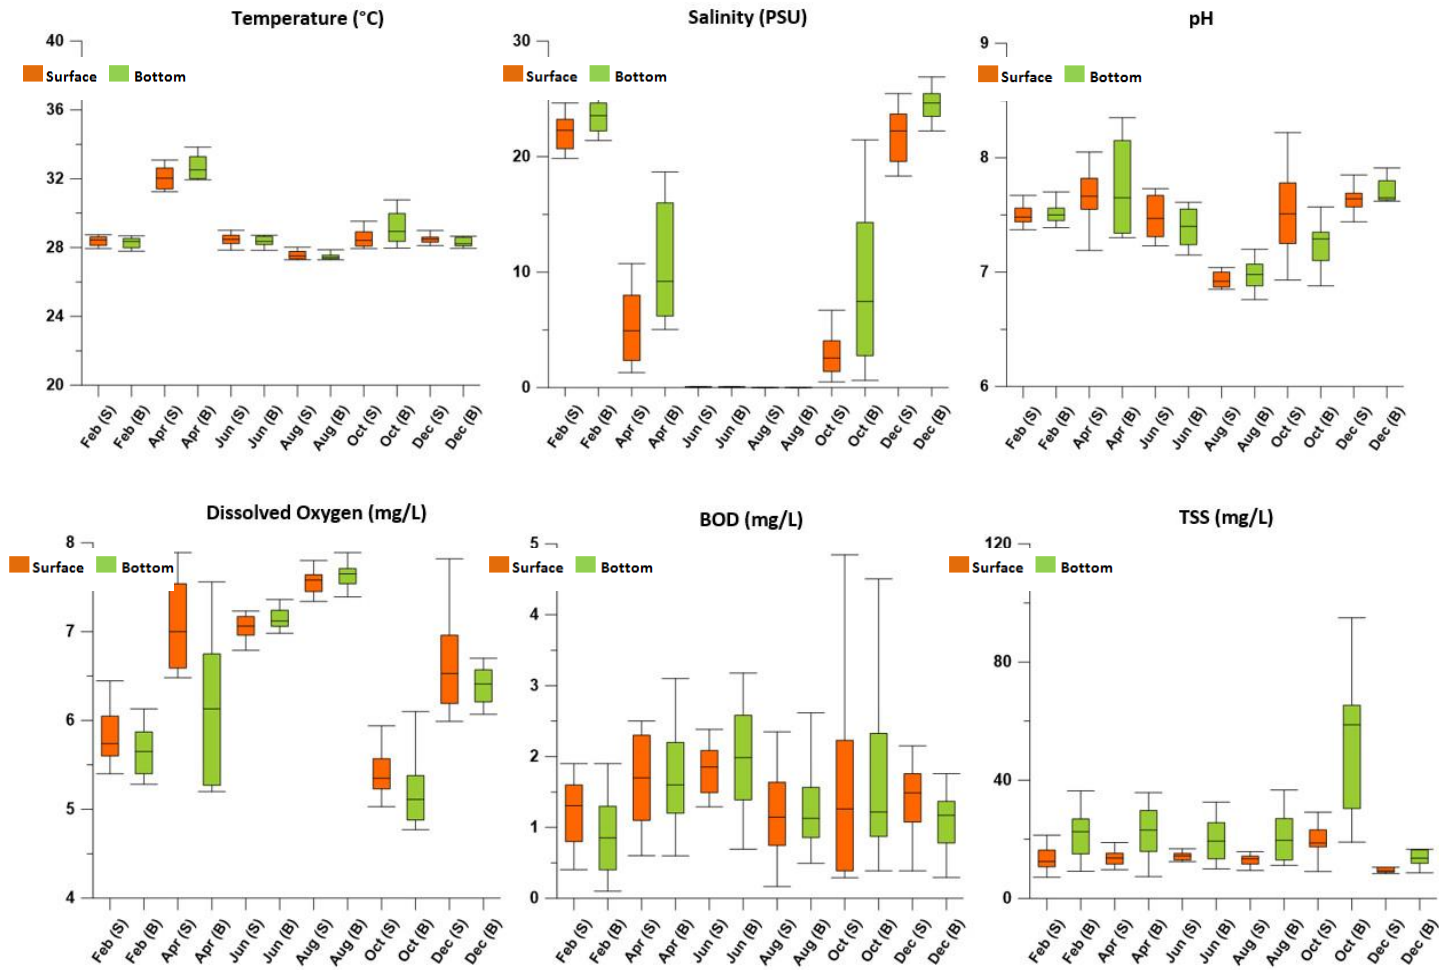 Temperature (°C)
40
Surface Bottom
36
32
28
24
20
Feb (S) Feb (B) Apr (S) Apr (B) Jun (S) Jun (B) Aug (S) Aug (B) Oct (S) Oct (B) Dec (S) Dec (B)
Salinity (PSU)
30
Surface Bottom
20
10
0
Feb (S) Feb (B) Apr (S) Apr (B) Jun (S) Jun (B) Aug (S) Aug (B) Oct (S) Oct (B) Dec (S) Dec (B)
pH
9
Surface Bottom
8
7
6
Feb (S) Feb (B) Apr (S) Apr (B) Jun (S) Jun (B) Aug (S) Aug (B) Oct (S) Oct (B) Dec (S) Dec (B)
Dissolved Oxygen (mg/L)
8
Surface Bottom
7
6
5
4
Feb (S) Feb (B) Apr (S) Apr (B) Jun (S) Jun (B) Aug (S) Aug (B) Oct (S) Oct (B) Dec (S) Dec (B)
BOD (mg/L)
5
Surface Bottom
4
3
2
1
0
Feb (S) Feb (B) Apr (S) Apr (B) Jun (S) Jun (B) Aug (S) Aug (B) Oct (S) Oct (B) Dec (S) Dec (B)
TSS (mg/L)
120
Surface Bottom
80
40
0
Feb (S) Feb (B) Apr (S) Apr (B) Jun (S) Jun (B) Aug (S) Aug (B) Oct (S) Oct (B) Dec (S) Dec (B)